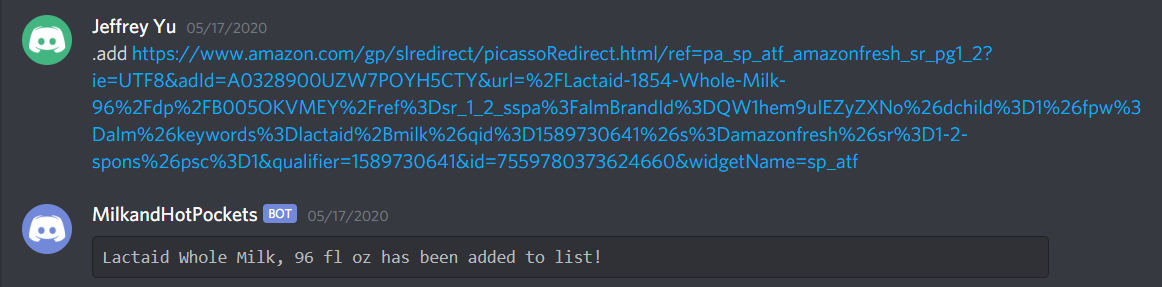 Jeffrey Yu 05/17/2020
.add https://www.amazon.com/gp/slredirect/picassoRedirect.html/ref=pa_sp_atf_amazonfresh_sr_pg1_2?
ie=UTF8&adId=A0328900UZW7POYH5CTY&url=%2FLactaid-1854-Whole-Milk-
96%2Fdp%2FB005OKVMEY%2Fref%3Dsr_1_2_sspa%3FalmBrandId%3DQW1hem9uIEZyZXNo%26dchild%3D1%26fpw%3
Dalm%26keywords%3Dlactaid%2Bmilk%26qid%3D1589730641%26s%3Damazonfresh%26sr%3D1-2-
spons%26psc%3D1&qualifier=1589730641&id=7559780373624660&widgetName=sp_atf
MilkandHotPockets BOT 05/17/2020
Lactaid Whole Milk, 96 fl oz has been added to list!